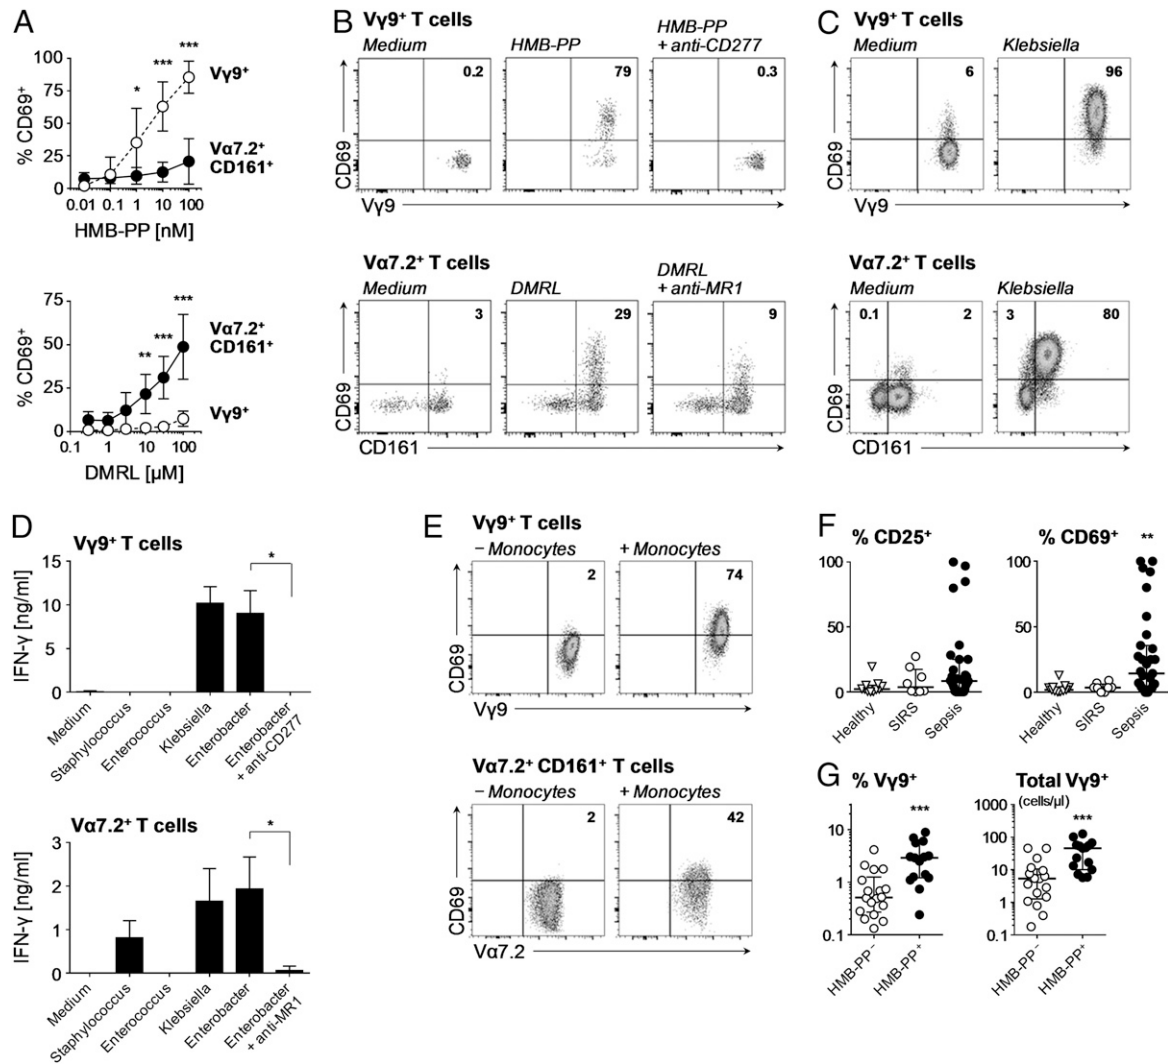 A
% CD69+
100
75
50
25
0
***
***
*
Vγ9+
Vα7.2+
CD161+
0.01 0.1 1 10 100
HMB-PP [nM]
% CD69+
75
50
25
0
***
***
**
Vα7.2+
CD161+
Vγ9+
0.1 1 10 100
DMRL [µM]
B
Vγ9+ T cells
Medium
HMB-PP
HMB-PP
+ anti-CD277
0.2
79
0.3
CD69
Vγ9
Vα7.2+ T cells
Medium
DMRL
DMRL
+ anti-MR1
3
29
9
CD69
CD161
C
Vγ9+ T cells
Medium
Klebsiella
6
96
CD69
Vγ9
Vα7.2+ T cells
Medium
Klebsiella
0.1 2
3 80
CD69
CD161
D
Vγ9+ T cells
IFN-γ [ng/ml]
15
10
5
0
*
Medium
Staphylococcus
Enterococcus
Klebsiella
Enterobacter
Enterobacter
+ anti-CD277
Vα7.2+ T cells
IFN-γ [ng/ml]
3
2
1
0
*
Medium
Staphylococcus
Enterococcus
Klebsiella
Enterobacter
Enterobacter
+ anti-MR1
E
Vγ9+ T cells
– Monocytes
+ Monocytes
2
74
CD69
Vγ9
Vα7.2+ CD161+ T cells
– Monocytes
+ Monocytes
2
42
CD69
Vα7.2
F
% CD25+
100
50
0
Healthy
SIRS
Sepsis
% CD69+
**
100
50
0
Healthy
SIRS
Sepsis
G
% Vγ9+
***
10
1
0.1
HMB-PP-
HMB-PP+
Total Vγ9+
(cells/µl)
***
1000
100
10
1
0.1
HMB-PP-
HMB-PP+